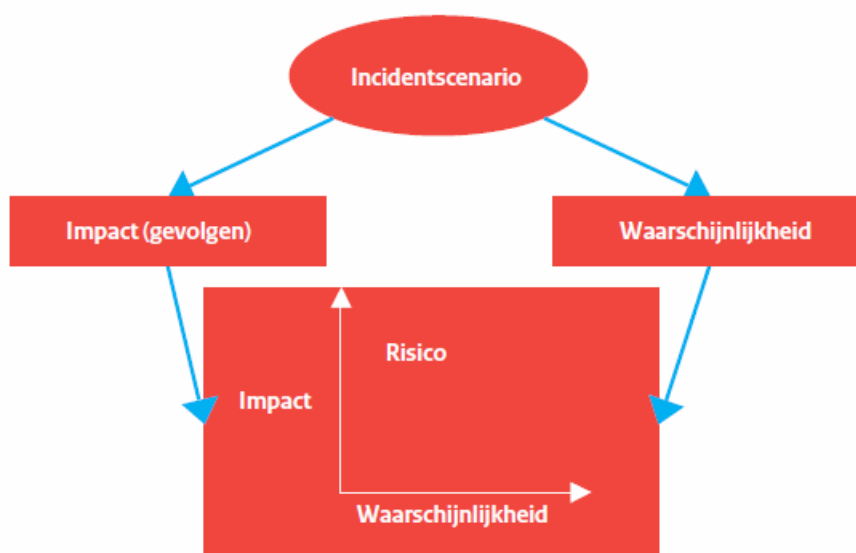 Incidentscenario
Impact (gevolgen)
Waarschijnlijkheid
Risico
Impact
Waarschijnlijkheid